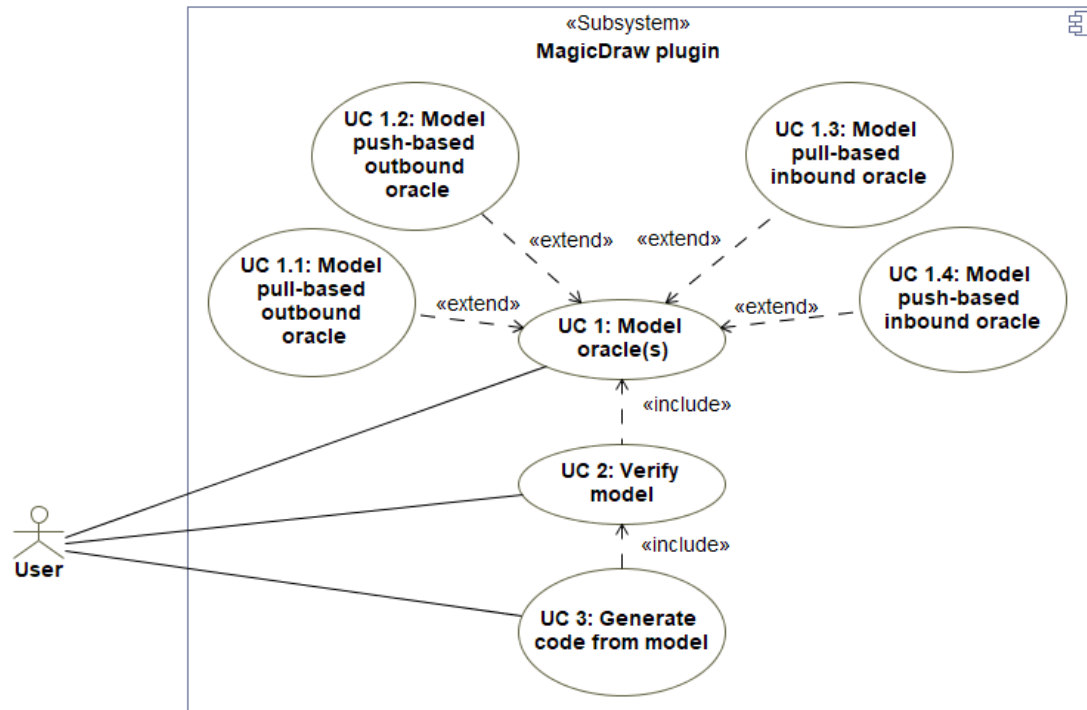 «Subsystem»
MagicDraw plugin
UC 1.2: Model
push-based
outbound
oracle
UC 1.3: Model
pull-based
inbound oracle
«extend»
«extend»
UC 1.1: Model
pull-based
outbound
oracle
UC 1.4: Model
push-based
inbound oracle
«extend»
«extend»
UC 1: Model
oracle(s)
«include»
UC 2: Verify
model
«include»
User
UC 3: Generate
code from model